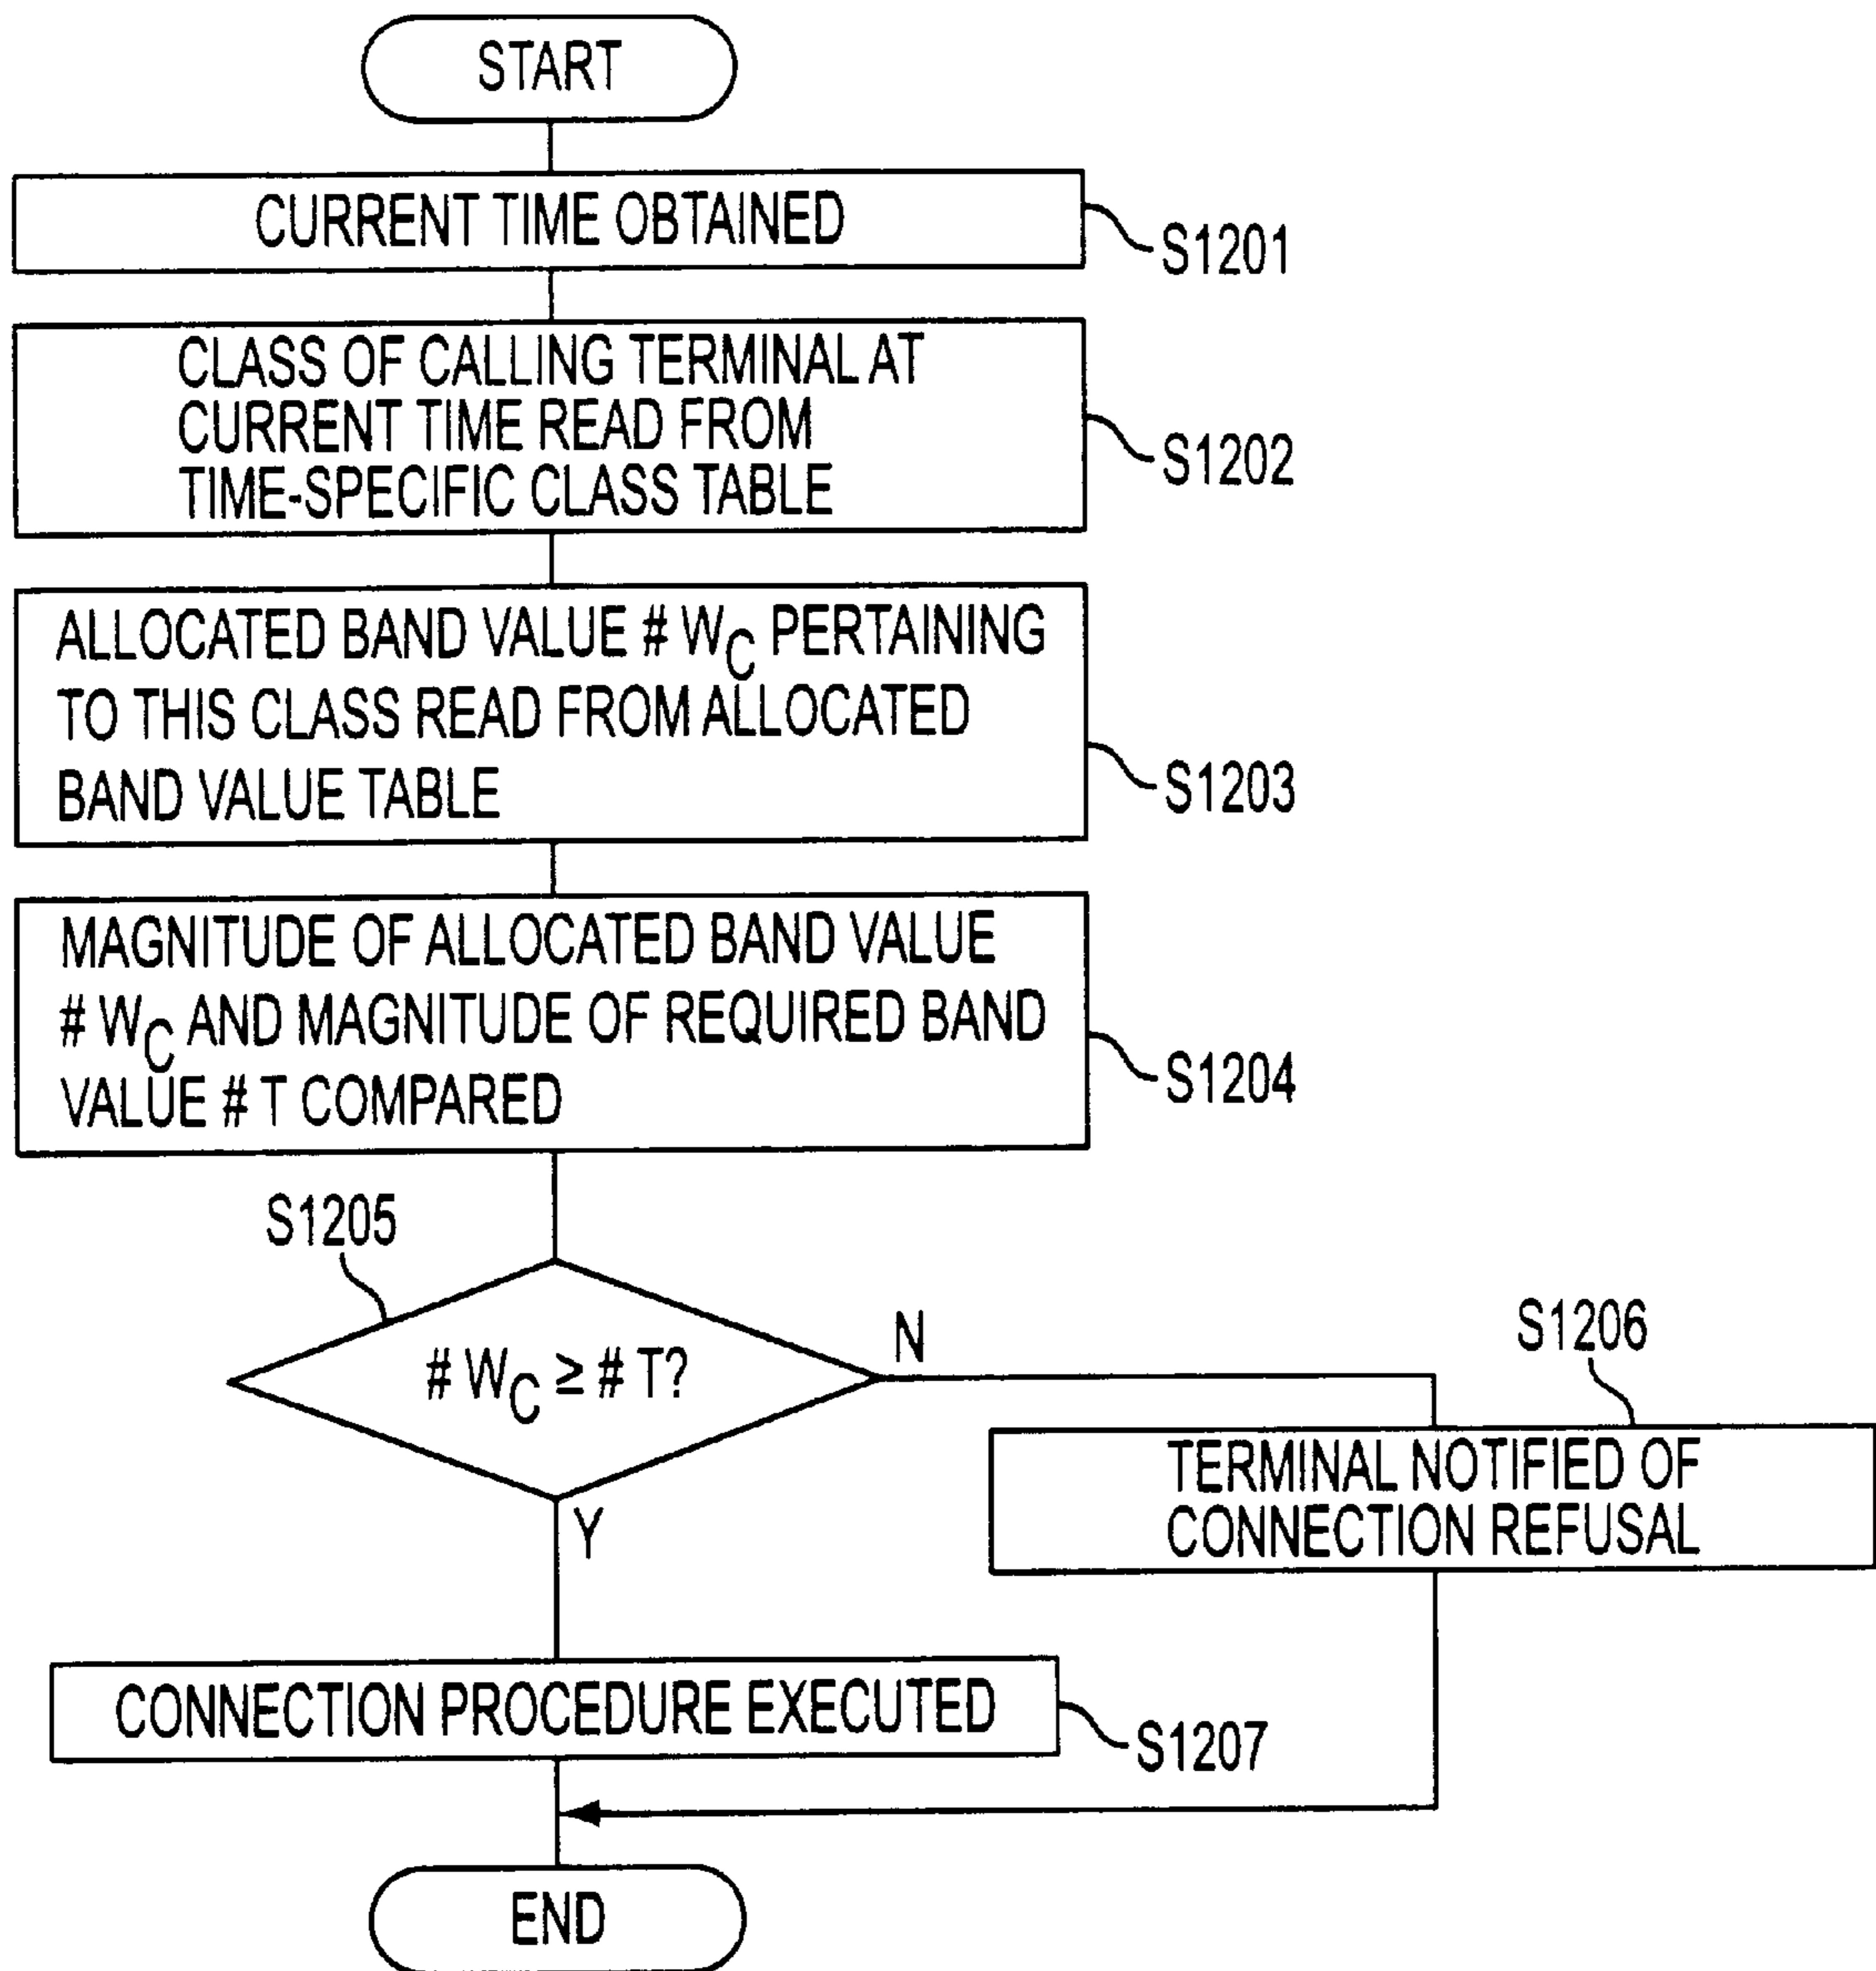 START
CURRENT TIME OBTAINED
S1201
CLASS OF CALLING TERMINAL AT
CURRENT TIME READ FROM
TIME-SPECIFIC CLASS TABLE
S1202
ALLOCATED BAND VALUE # WC PERTAINING
TO THIS CLASS READ FROM ALLOCATED
BAND VALUE TABLE
S1203
MAGNITUDE OF ALLOCATED BAND VALUE
# WC AND MAGNITUDE OF REQUIRED BAND
VALUE # T COMPARED
S1204
S1205
# WC ≥ # T?
N
Y
S1206
TERMINAL NOTIFIED OF
CONNECTION REFUSAL
CONNECTION PROCEDURE EXECUTED
S1207
END